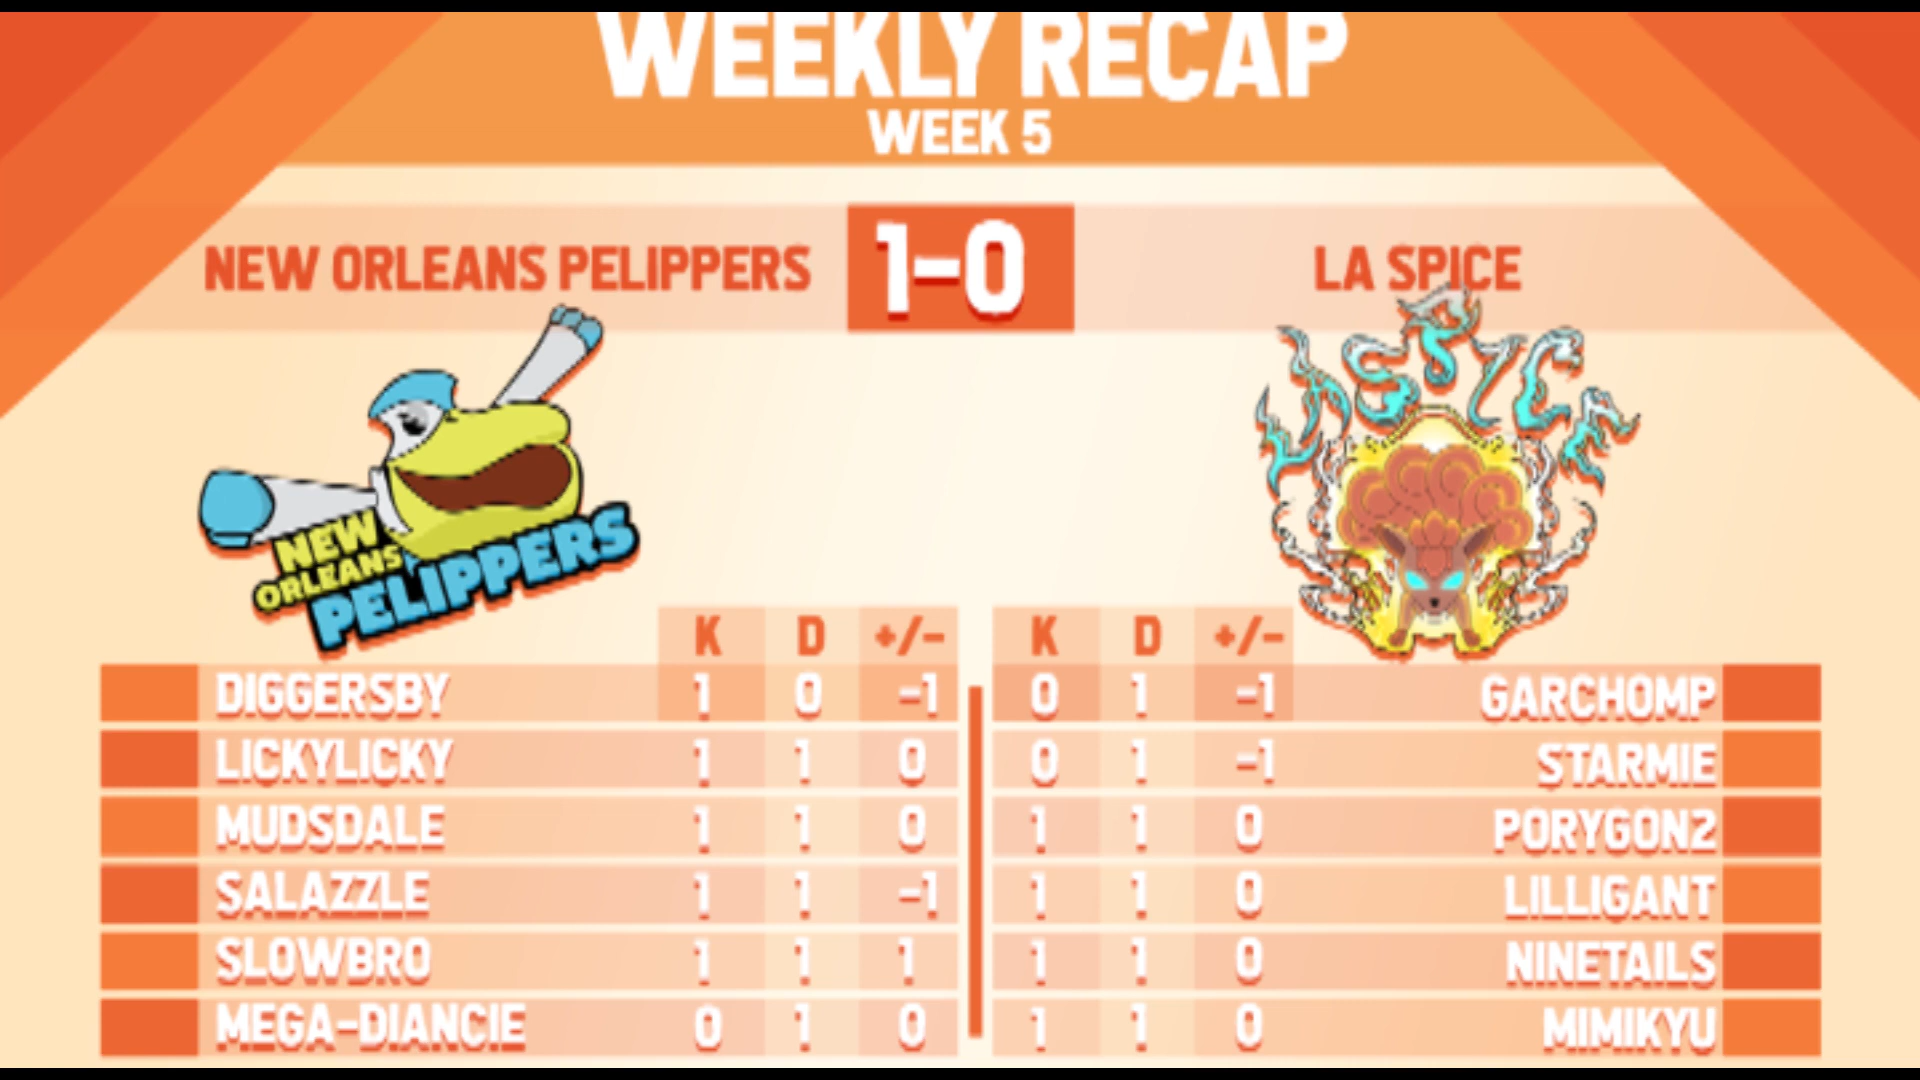 WEEKLY RECAP
WEEK 5
NEW ORLEANS PELIPPERS 1-0 LA SPICE
LA SPICE
NEW
ORLEANS
PELIPPERS
K D +/- K D +/-
DIGGERSBY 1 0 -1 0 1 -1 GARCHOMP
LICKYLICKY 1 1 0 0 1 -1 STARMIE
MUDSDALE 1 1 0 1 1 0 PORYGON2
SALAZZLE 1 1 -1 1 1 0 LILLIGANT
SLOWBRO 1 1 1 1 1 0 NINETAILS
MEGA-DIANCIE 0 1 0 1 1 0 MIMIKYU